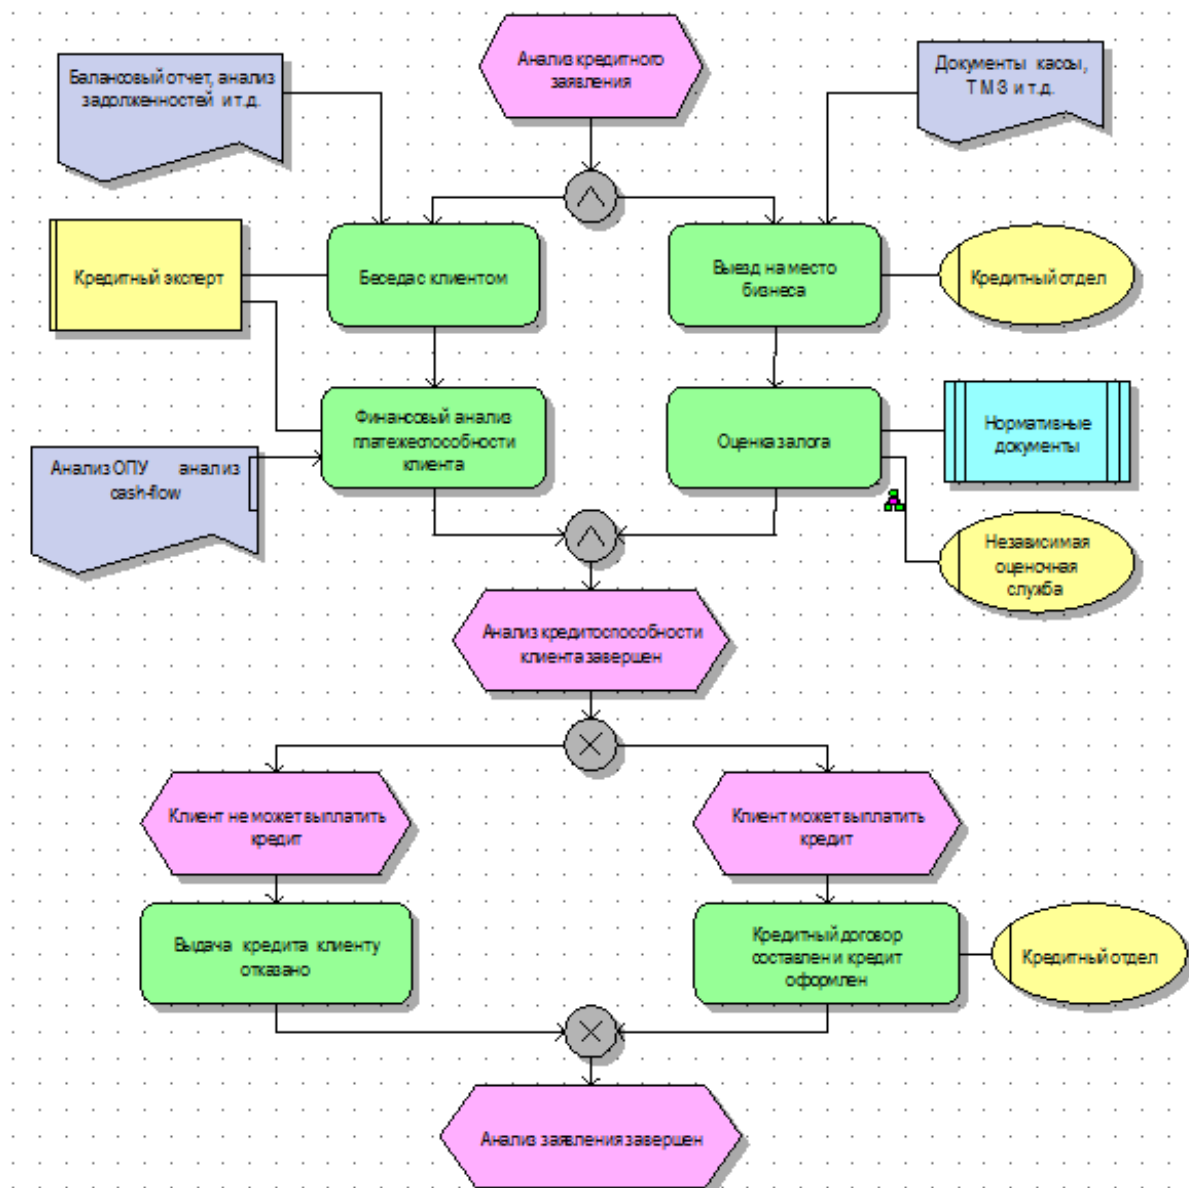 Анализ кредитного
заявления
Балансовый отчет, анализ
задолженностей и т.д.
Документы кассы,
ТМЗ и т.д.
Кредитный эксперт
Беседа с клиентом
Выезд на место
бизнеса
Кредитный отдел
Финансовый анализ
платежеспособности
клиента
Оценка залога
Нормативные
документы
Анализ ОПУ анализ
cash-flow
Независимая
оценочная
служба
Анализ кредитоспособности
клиента завершен
Клиент не может выплатить
кредит
Клиент может выплатить
кредит
Выдача кредита клиенту
отказано
Кредитный договор
составлен и кредит
оформлен
Кредитный отдел
Анализ заявления завершен